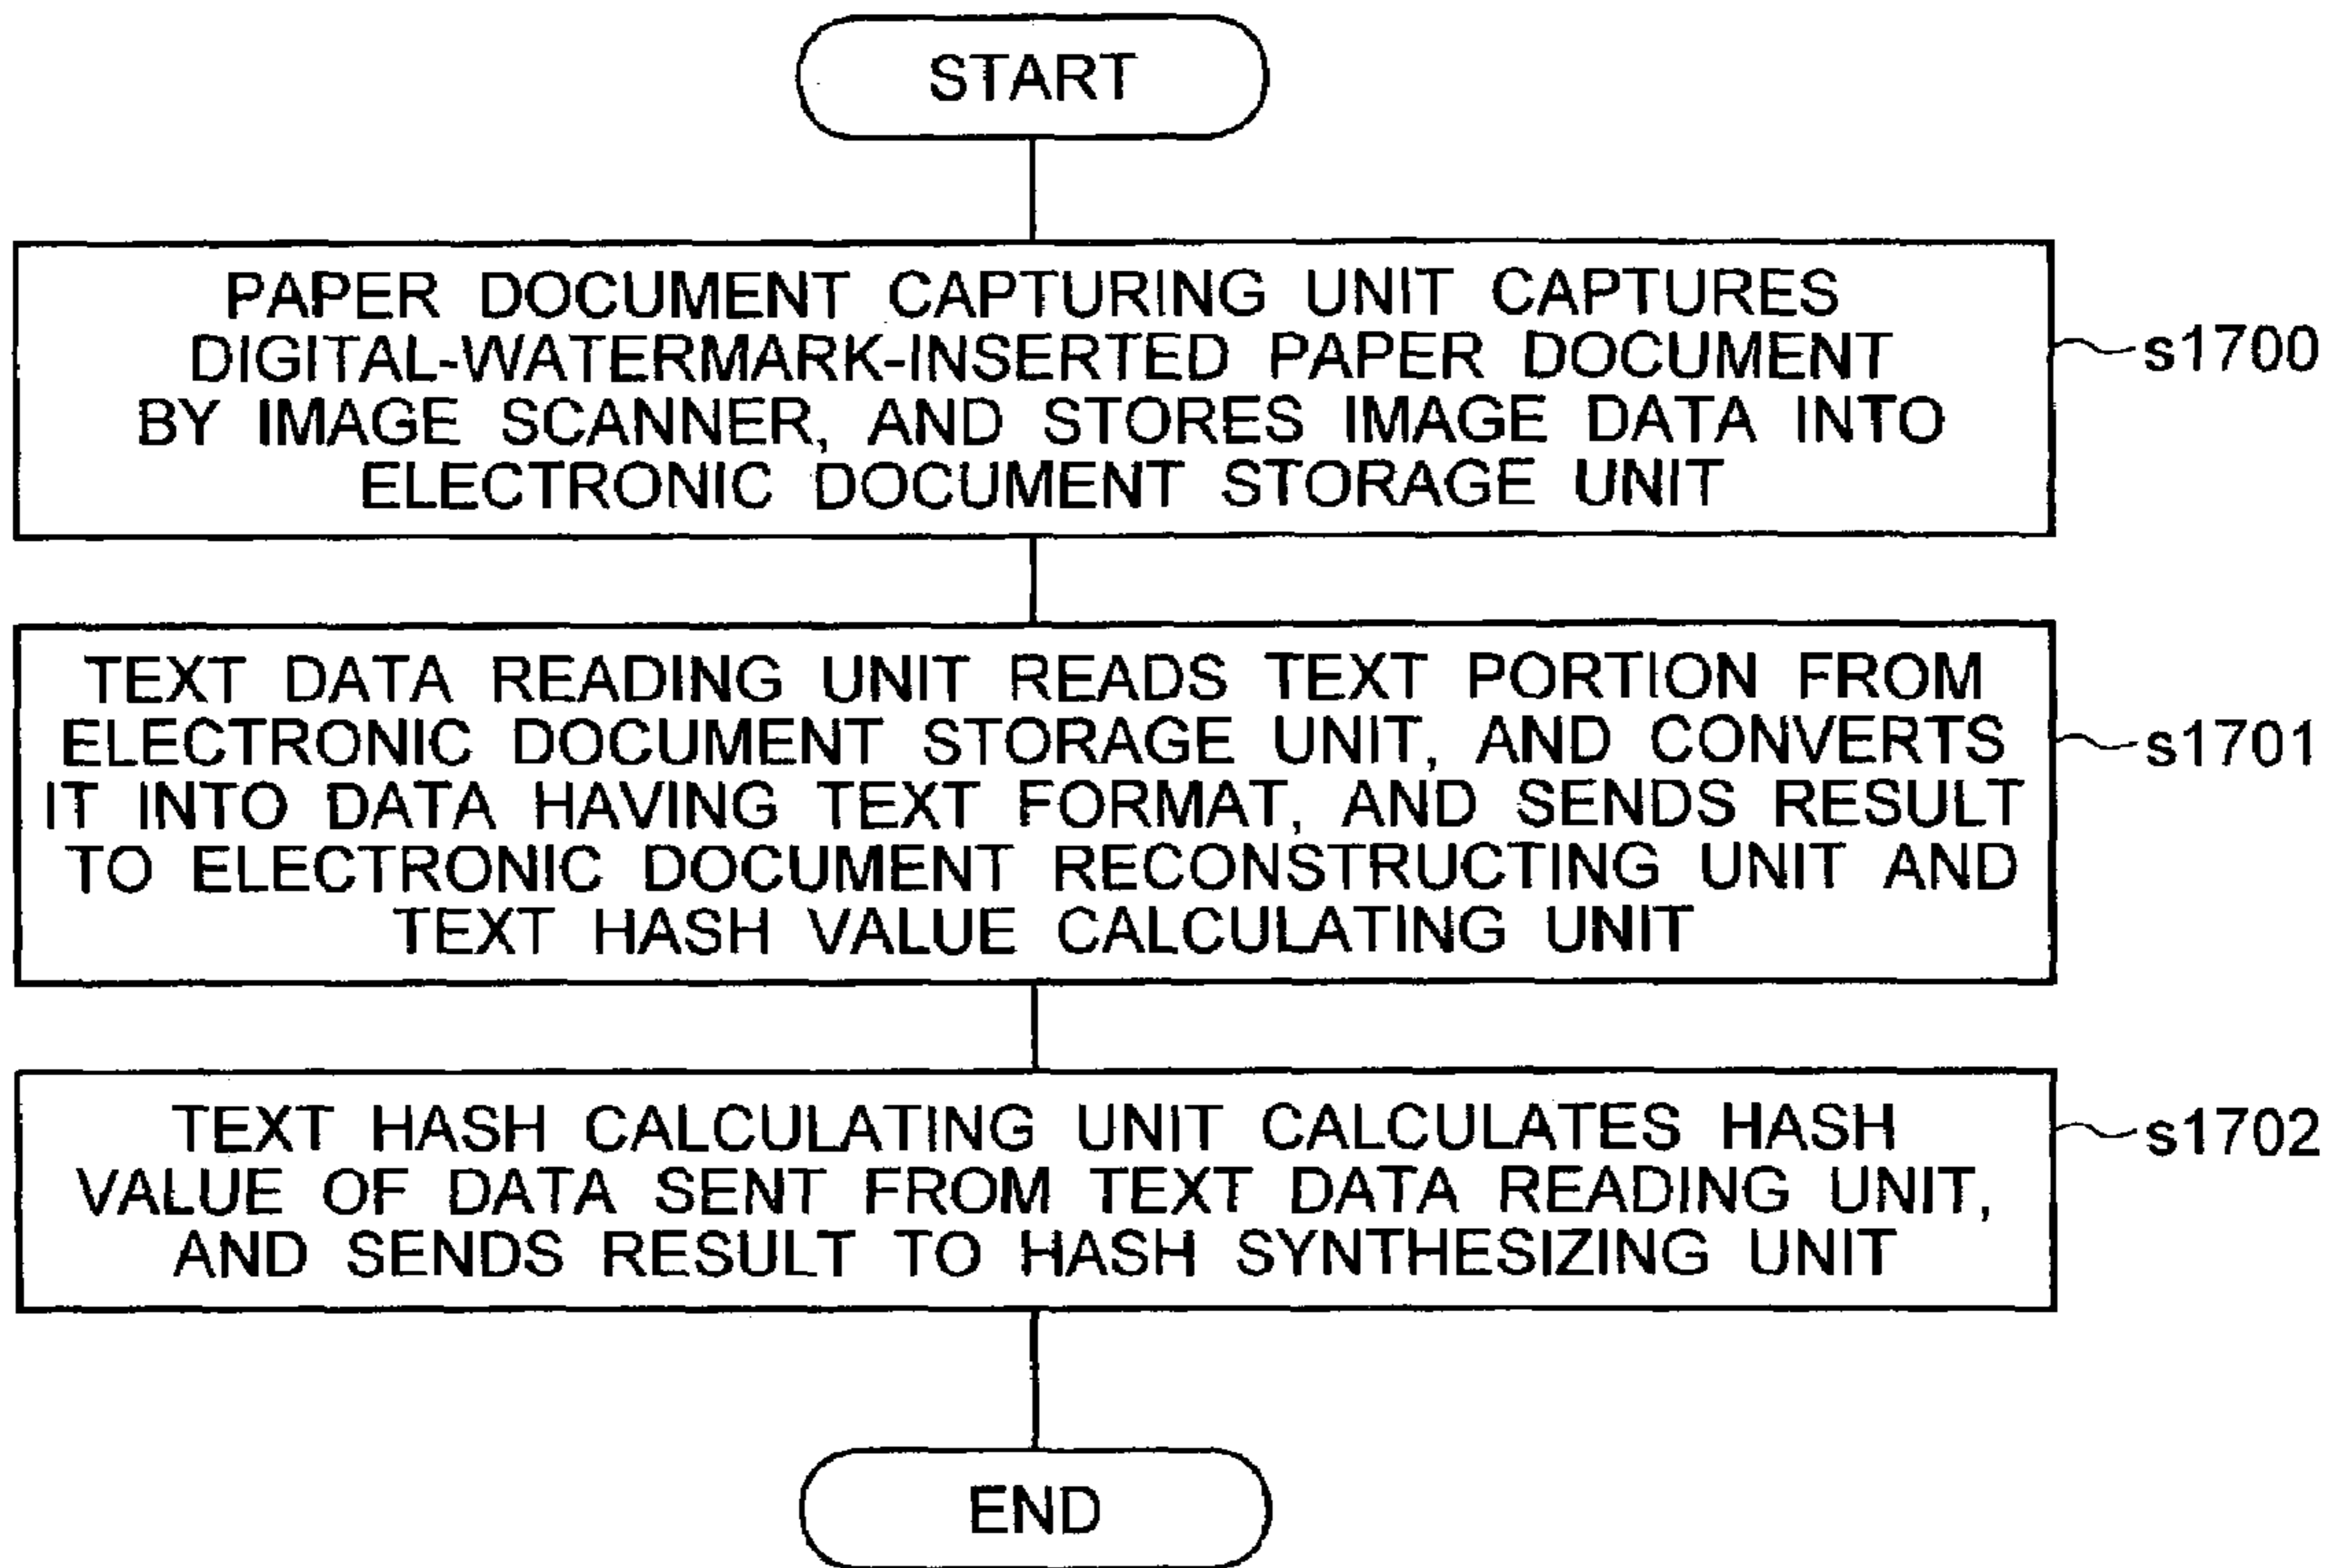 START
PAPER DOCUMENT CAPTURING UNIT CAPTURES
DIGITAL-WATERMARK-INSERTED PAPER DOCUMENT
BY IMAGE SCANNER, AND STORES IMAGE DATA INTO
ELECTRONIC DOCUMENT STORAGE UNIT
s1700
TEXT DATA READING UNIT READS TEXT PORTION FROM
ELECTRONIC DOCUMENT STORAGE UNIT, AND CONVERTS
IT INTO DATA HAVING TEXT FORMAT, AND SENDS RESULT
TO ELECTRONIC DOCUMENT RECONSTRUCTING UNIT AND
TEXT HASH VALUE CALCULATING UNIT
s1701
TEXT HASH CALCULATING UNIT CALCULATES HASH
VALUE OF DATA SENT FROM TEXT DATA READING UNIT,
AND SENDS RESULT TO HASH SYNTHESIZING UNIT
s1702
END